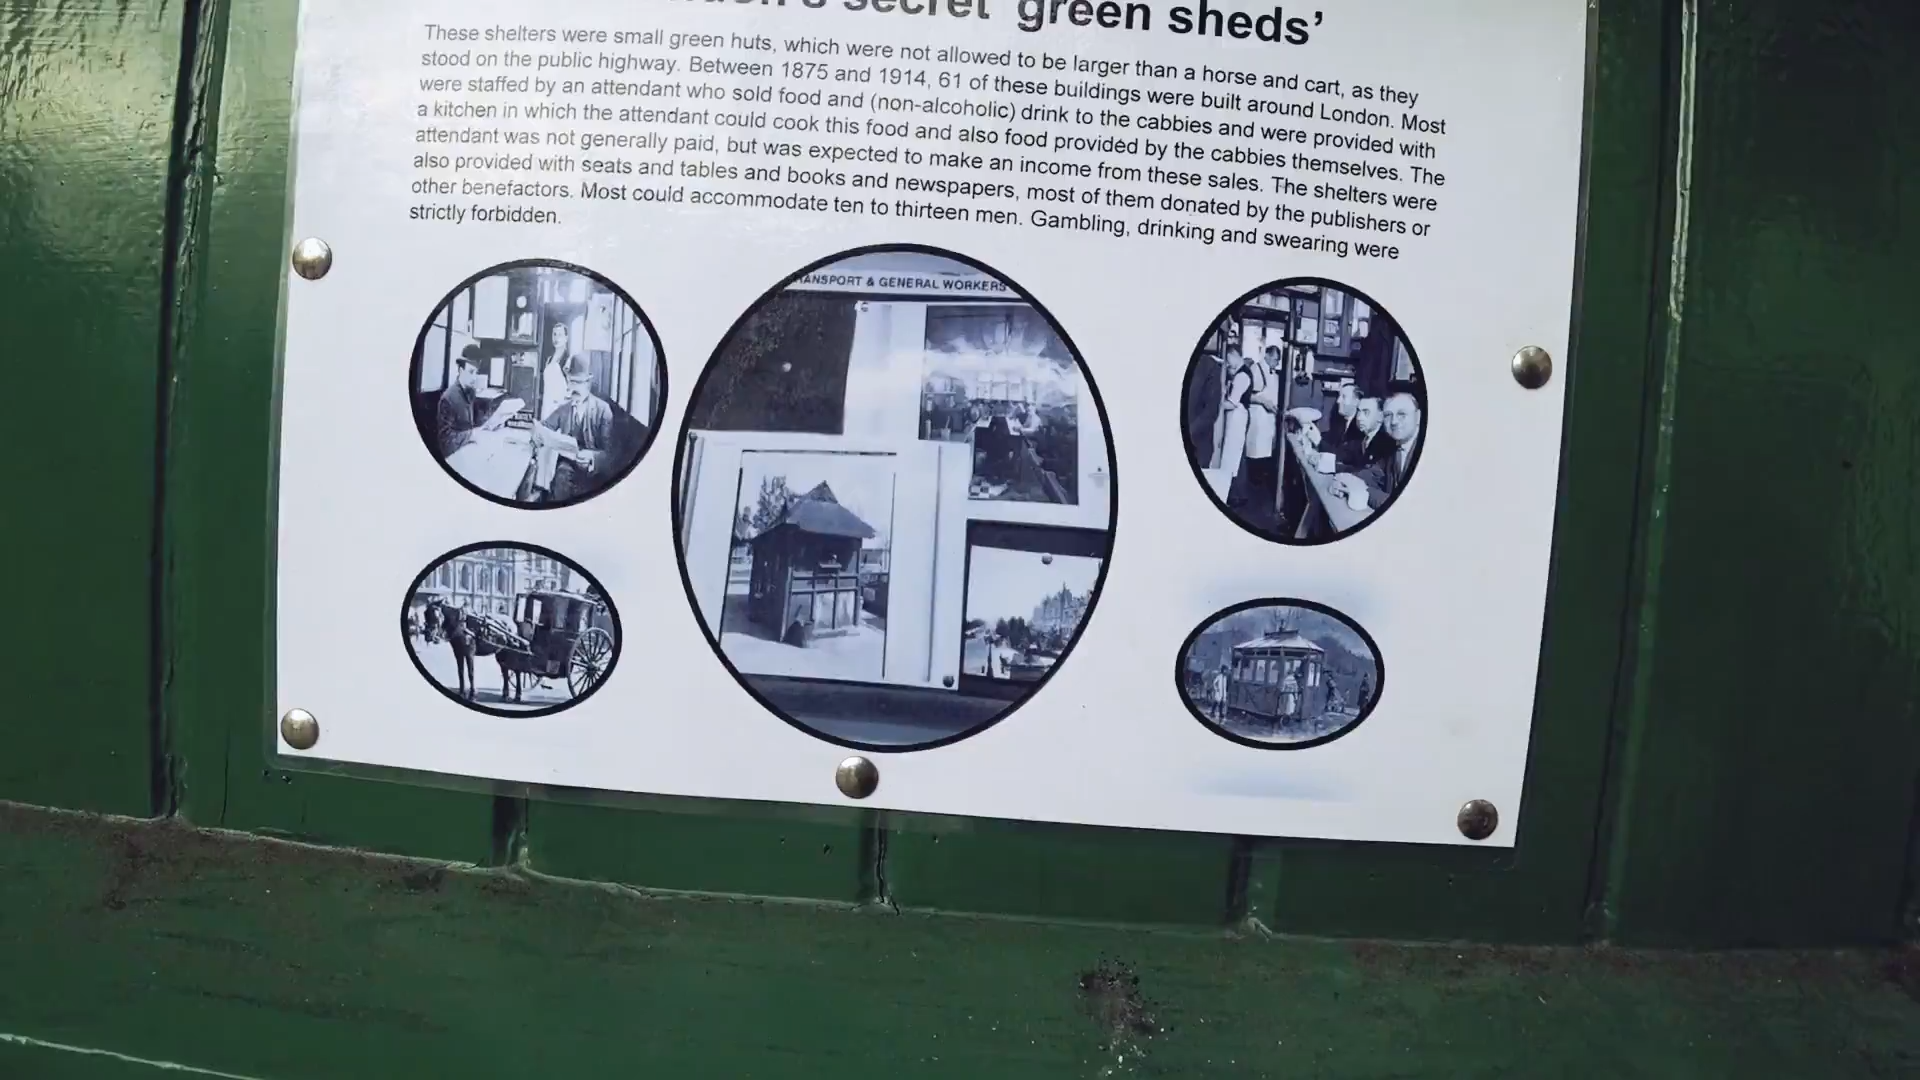 secret 'green sheds'
These shelters were small green huts, which were not allowed to be larger than a horse and cart, as they
stood on the public highway. Between 1875 and 1914, 61 of these buildings were built around London. Most
were staffed by an attendant who sold food and (non-alcoholic) drink to the cabbies and were provided with
a kitchen in which the attendant could cook this food and also food provided by the cabbies themselves. The
attendant was not generally paid, but was expected to make an income from these sales. The shelters were
also provided with seats and tables and books and newspapers, most of them donated by the publishers or
other benefactors. Most could accommodate ten to thirteen men. Gambling, drinking and swearing were
strictly forbidden.
TRANSPORT & GENERAL WORKERS